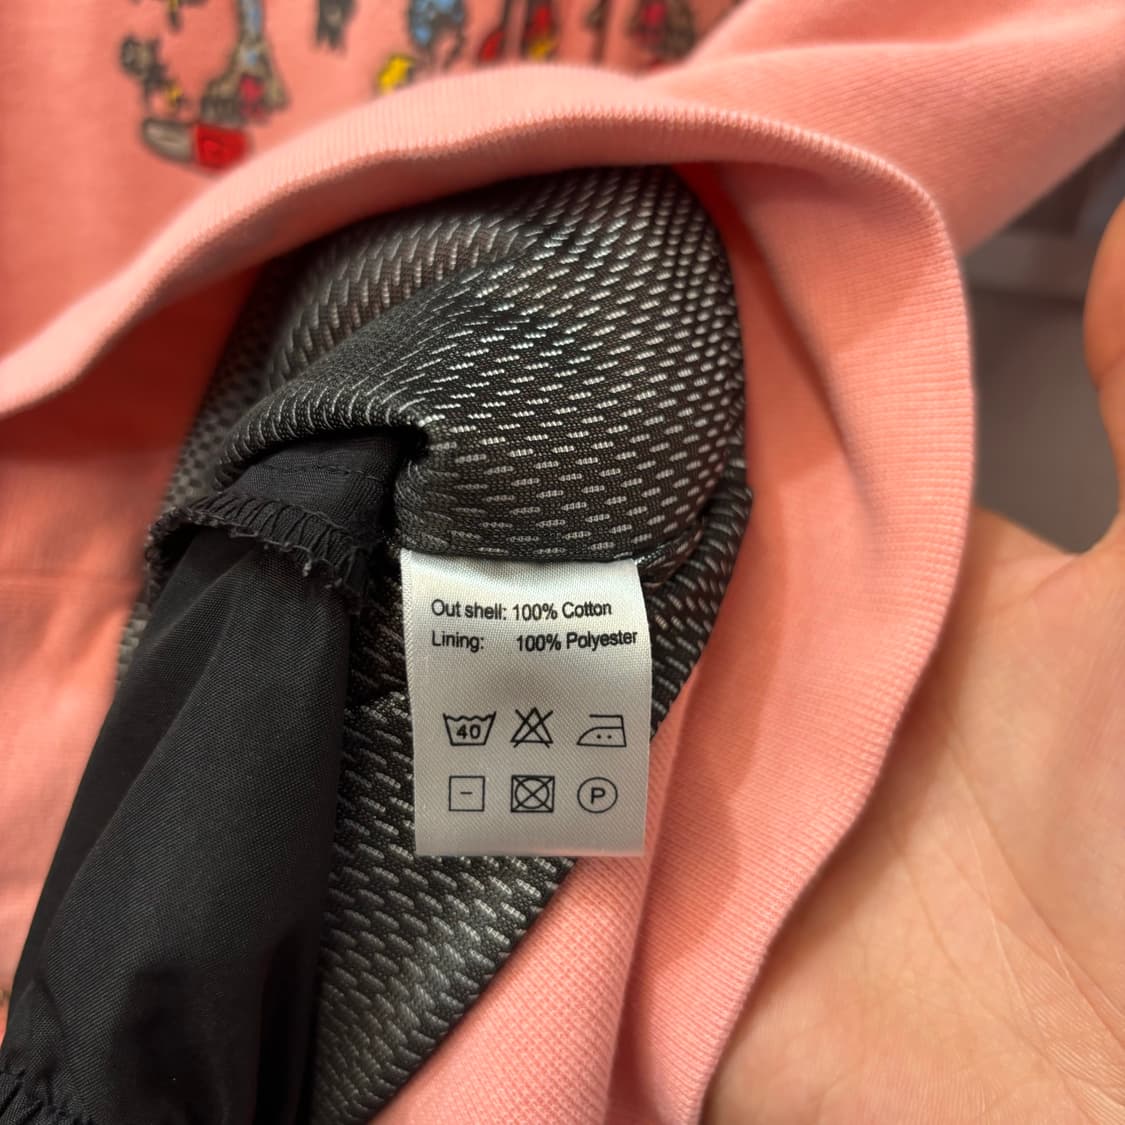 Out shell: 100% Cotton
Lining: 100% Polyester
40
P